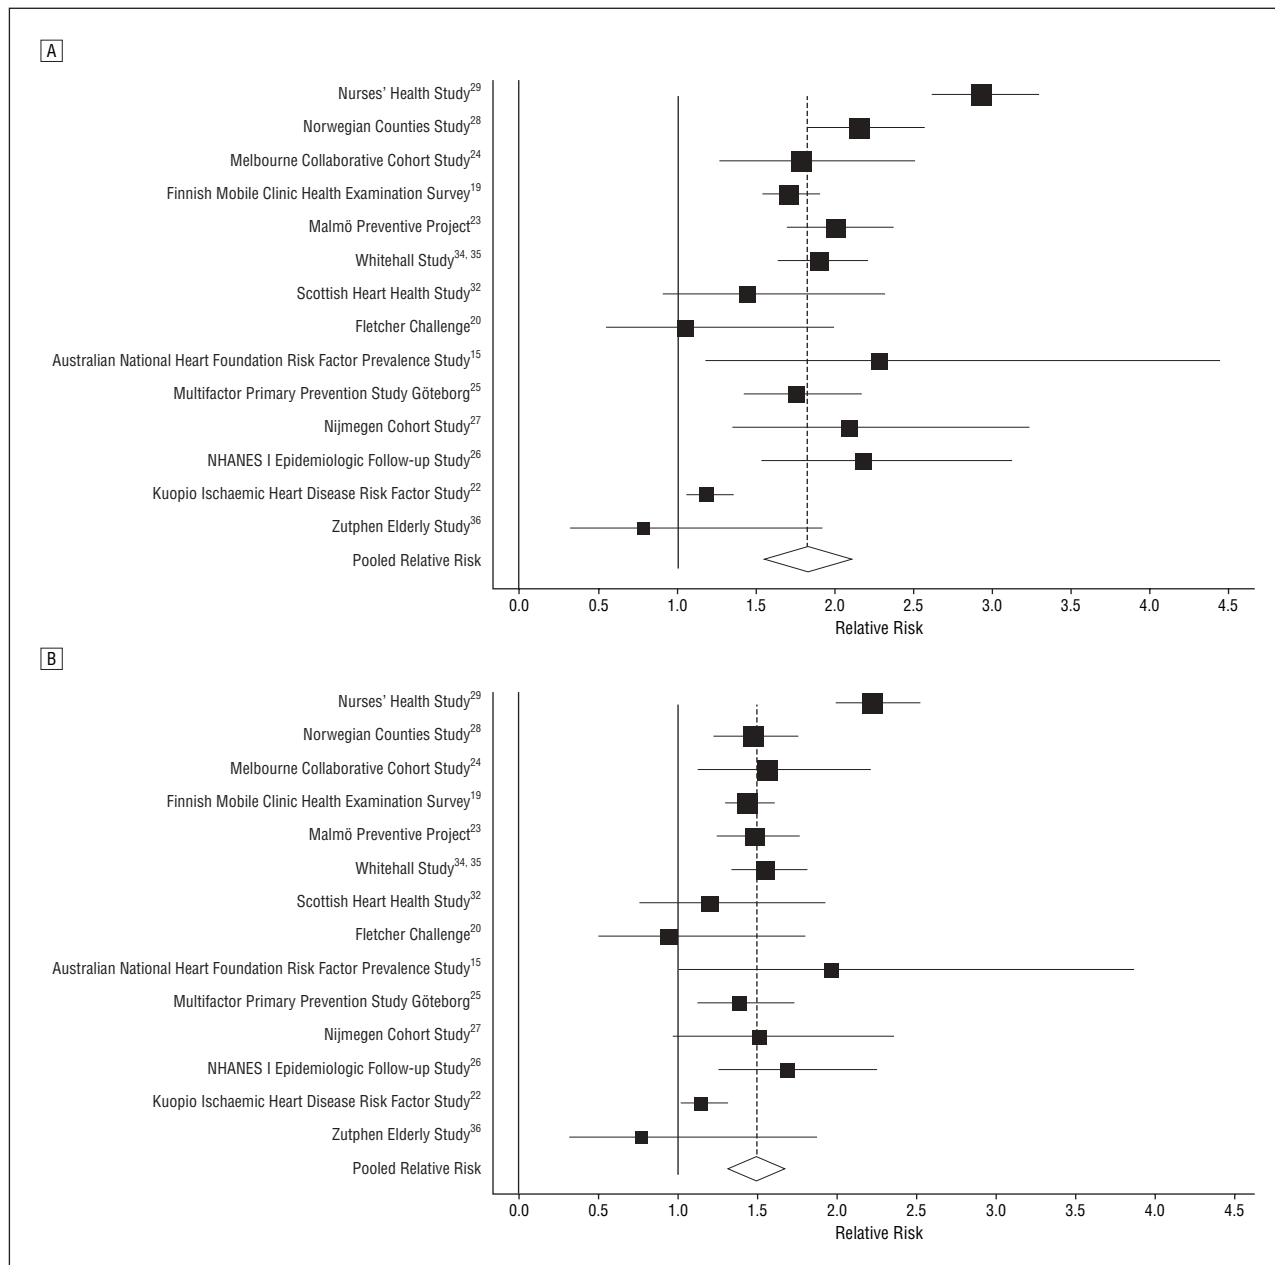 A
Nurses’ Health Study29
Norwegian Counties Study28
Melbourne Collaborative Cohort Study24
Finnish Mobile Clinic Health Examination Survey19
Malmö Preventive Project23
Whitehall Study34, 35
Scottish Heart Health Study32
Fletcher Challenge20
Australian National Heart Foundation Risk Factor Prevalence Study15
Multifactor Primary Prevention Study Göteborg25
Nijmegen Cohort Study27
NHANES I Epidemiologic Follow-up Study26
Kuopio Ischaemic Heart Disease Risk Factor Study22
Zutphen Elderly Study36
Pooled Relative Risk
0.0 0.5 1.0 1.5 2.0 2.5 3.0 3.5 4.0 4.5
Relative Risk
B
Nurses’ Health Study29
Norwegian Counties Study28
Melbourne Collaborative Cohort Study24
Finnish Mobile Clinic Health Examination Survey19
Malmö Preventive Project23
Whitehall Study34, 35
Scottish Heart Health Study32
Fletcher Challenge20
Australian National Heart Foundation Risk Factor Prevalence Study15
Multifactor Primary Prevention Study Göteborg25
Nijmegen Cohort Study27
NHANES I Epidemiologic Follow-up Study26
Kuopio Ischaemic Heart Disease Risk Factor Study22
Zutphen Elderly Study36
Pooled Relative Risk
0.0 0.5 1.0 1.5 2.0 2.5 3.0 3.5 4.0 4.5
Relative Risk